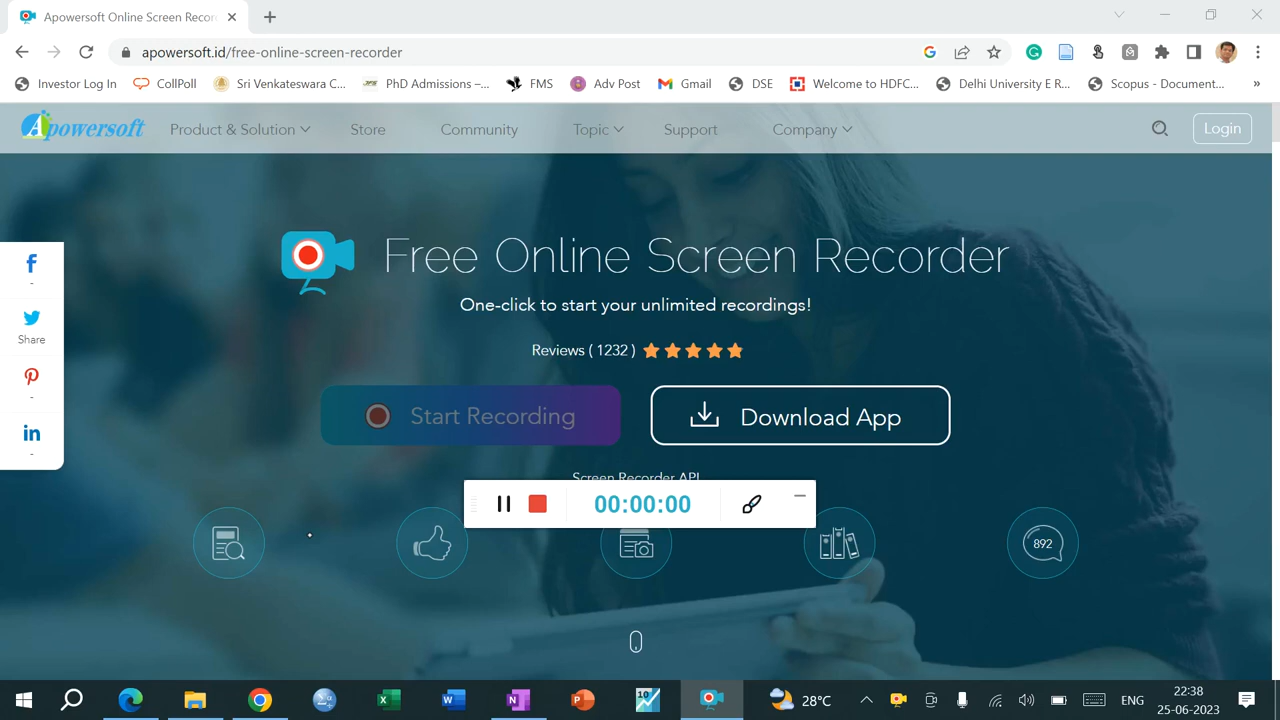 Apowersoft Online Screen Recor
apowersoft.id/free-online-screen-recorder
Investor Log In
CollPoll
Sri Venkateswara C...
PhD Admissions –...
FMS
Adv Post
Gmail
DSE
Welcome to HDFC...
Delhi University E R...
Scopus - Document...
»
Apowersoft
Product & Solution
Store
Community
Topic
Support
Company
Login
Free Online Screen Recorder
One-click to start your unlimited recordings!
Reviews ( 1232 )
-
Share
-
-
Start Recording
Download App
Screen Recorder API
00:00:00
892
28°C
ENG
22:38
25-06-2023